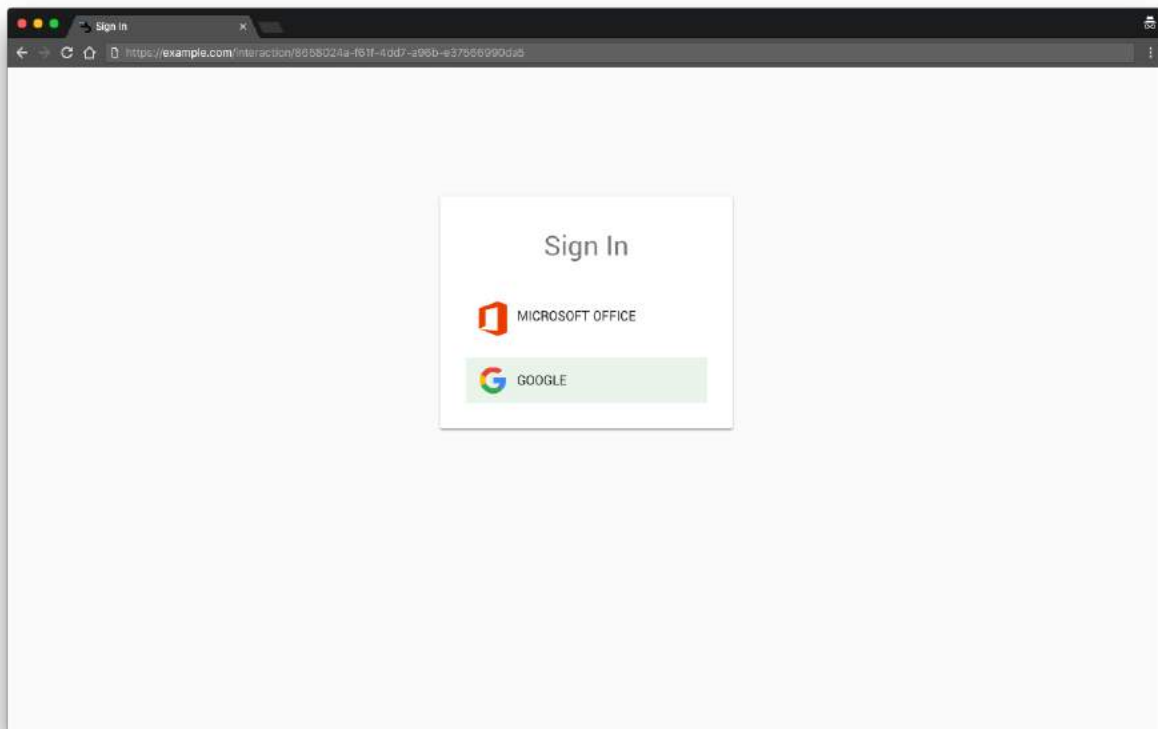 Sign In
https://example.com/interaction/8658024a-f61f-4dd7-a96b-e37566990da5
Sign In
MICROSOFT OFFICE
GOOGLE